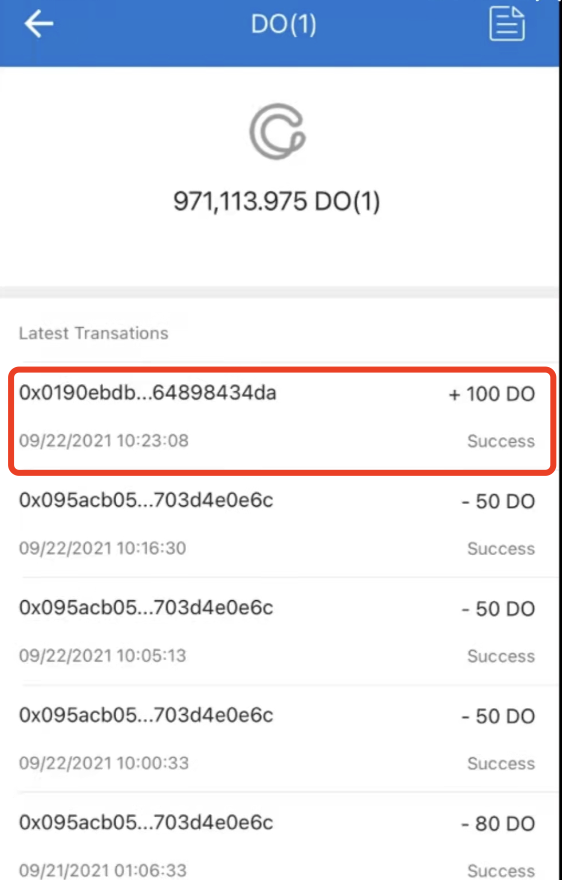 DO(1)
971,113.975 DO(1)
Latest Transations
0x0190ebdb...64898434da + 100 DO
09/22/2021 10:23:08 Success
0x095acb05...703d4e0e6c - 50 DO
09/22/2021 10:16:30 Success
0x095acb05...703d4e0e6c - 50 DO
09/22/2021 10:05:13 Success
0x095acb05...703d4e0e6c - 50 DO
09/22/2021 10:00:33 Success
0x095acb05...703d4e0e6c - 80 DO
09/21/2021 01:06:33 Success